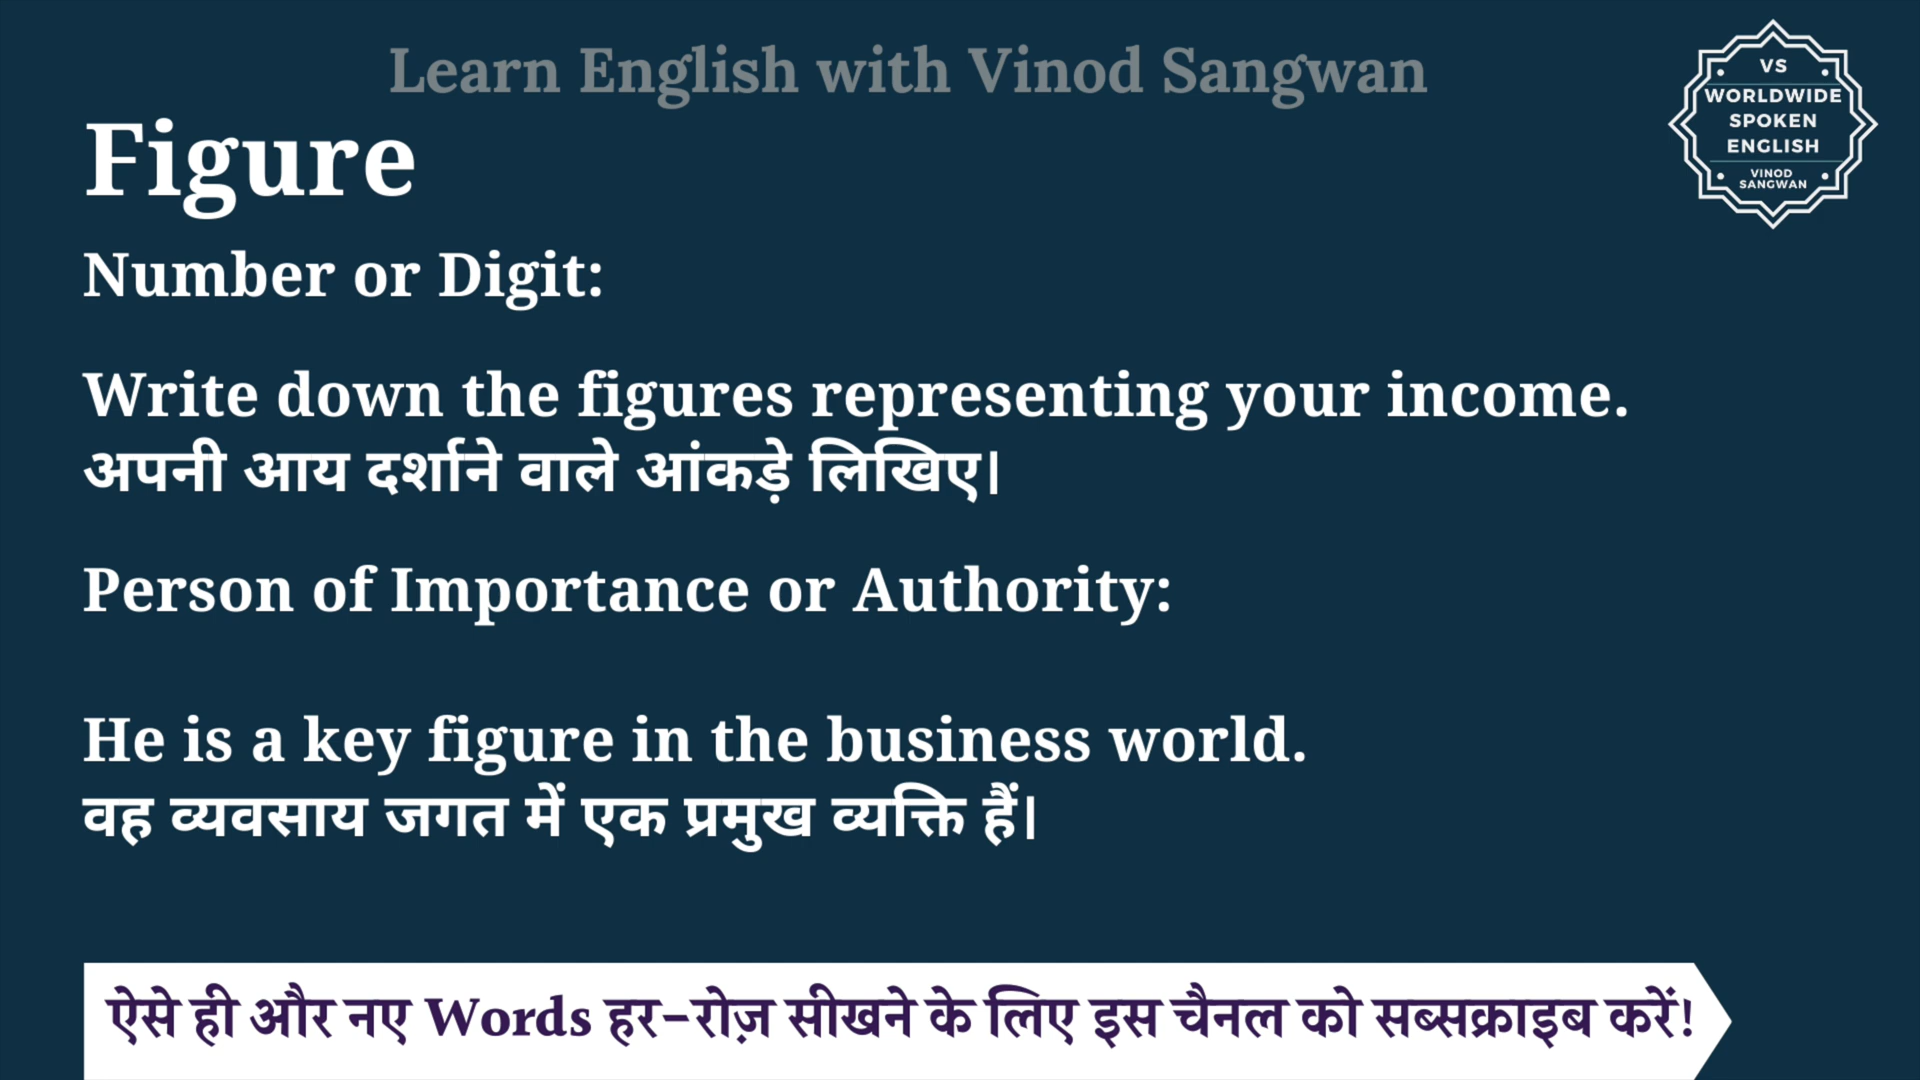 Learn English with Vinod Sangwan
VS
WORLDWIDE
SPOKEN
ENGLISH
VINOD
SANGWAN
Figure
Number or Digit:
Write down the figures representing your income.
अपनी आय दर्शाने वाले आंकड़े लिखिए।
Person of Importance or Authority:
He is a key figure in the business world.
वह व्यवसाय जगत में एक प्रमुख व्यक्ति हैं।
ऐसे ही और नए Words हर-रोज़ सीखने के लिए इस चैनल को सब्सक्राइब करें!